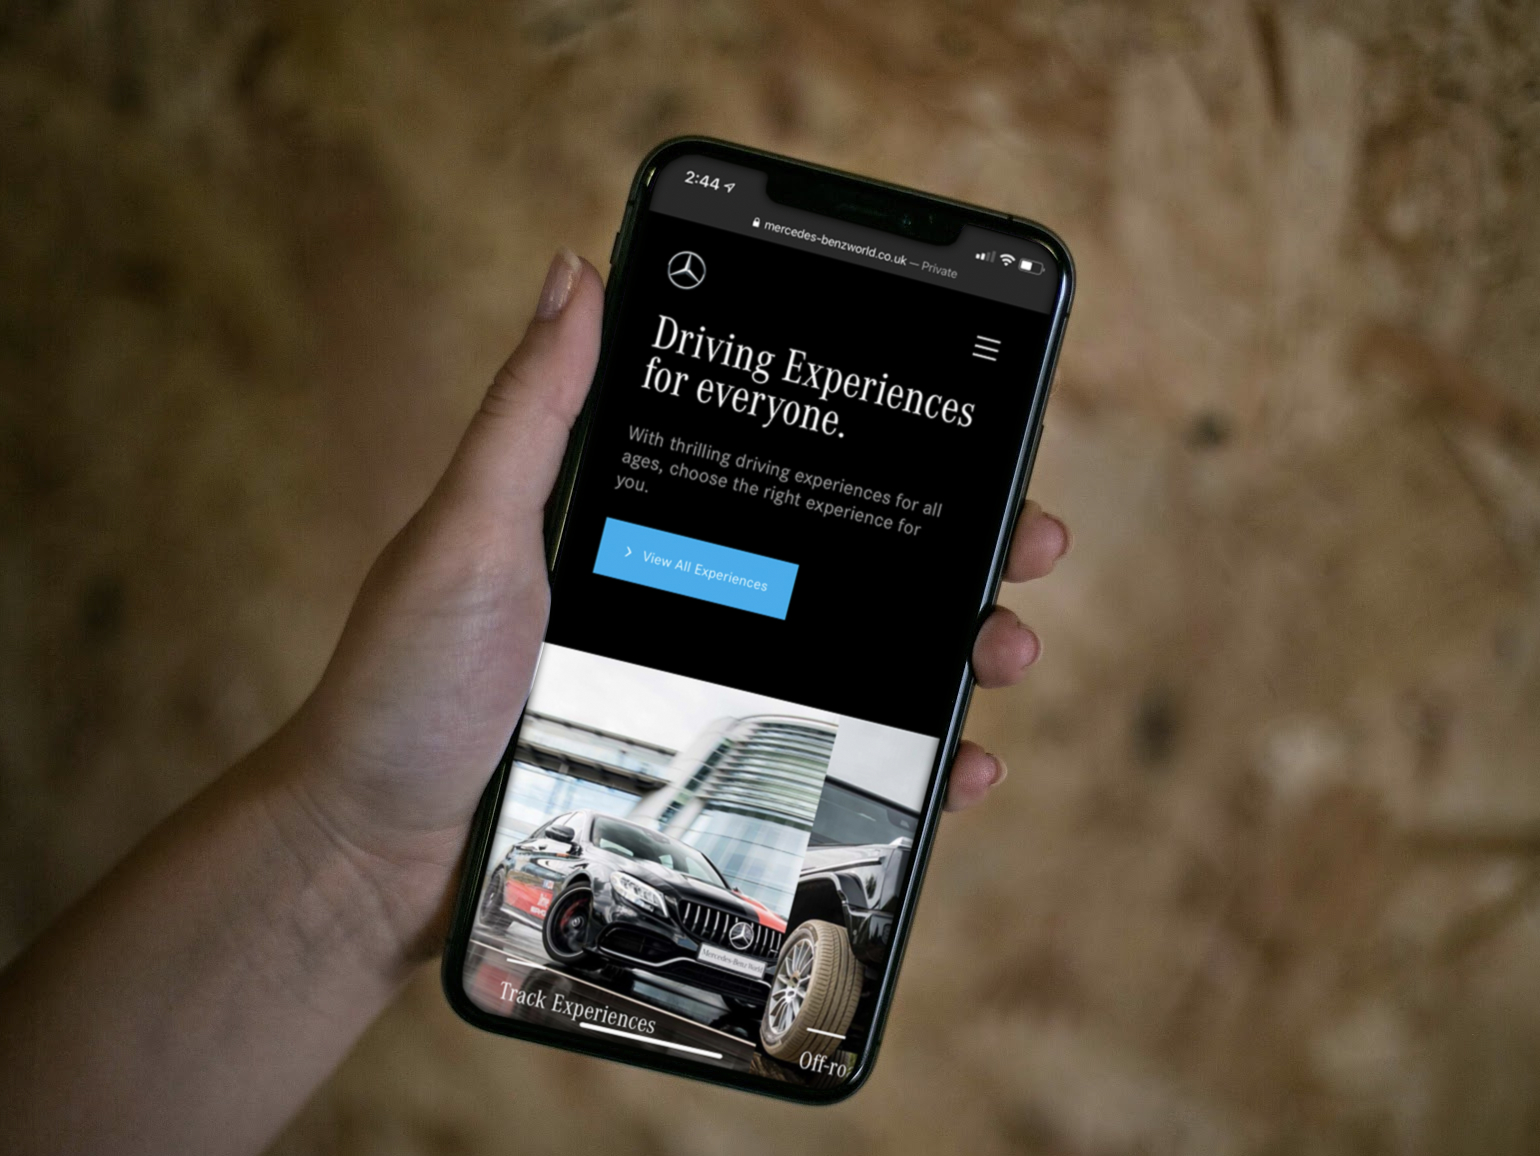 2:44
mercedes-benzworld.co.uk — Private
Driving Experiences
for everyone.
With thrilling driving experiences for all
ages, choose the right experience for
you.
View All Experiences
Mercedes-Benz World
Track Experiences
Off-ro